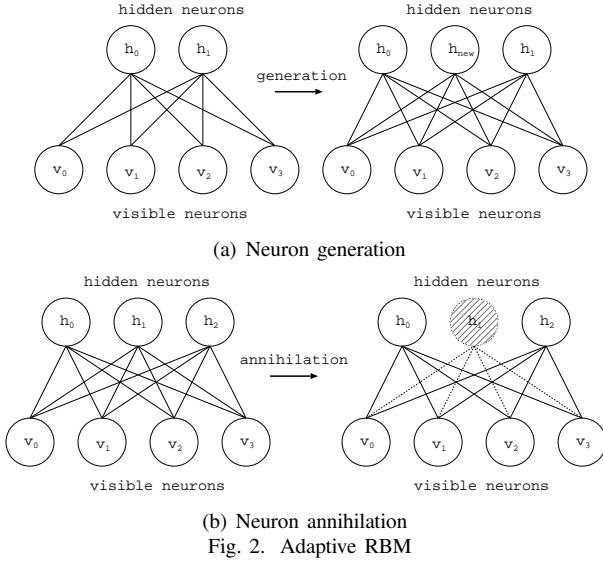 hidden neurons hidden neurons
h0 h1 h0 hnew h1
generation
v0 v1 v2 v3 v0 v1 v2 v3
visible neurons visible neurons
(a) Neuron generation
hidden neurons hidden neurons
h0 h1 h2 h0 h1 h2
annihilation
v0 v1 v2 v3 v0 v1 v2 v3
visible neurons visible neurons
(b) Neuron annihilation
Fig. 2. Adaptive RBM